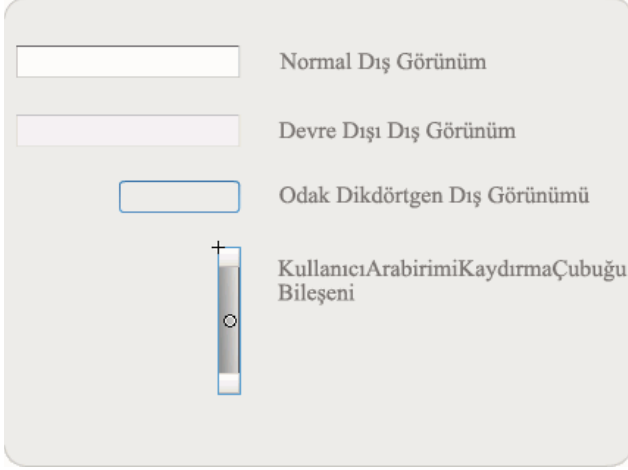 Normal Dış Görünüm
Devre Dışı Dış Görünüm
Odak Dikdörtgen Dış Görünümü
KullanıcıArabirimiKaydırmaÇubuğu
Bileşeni